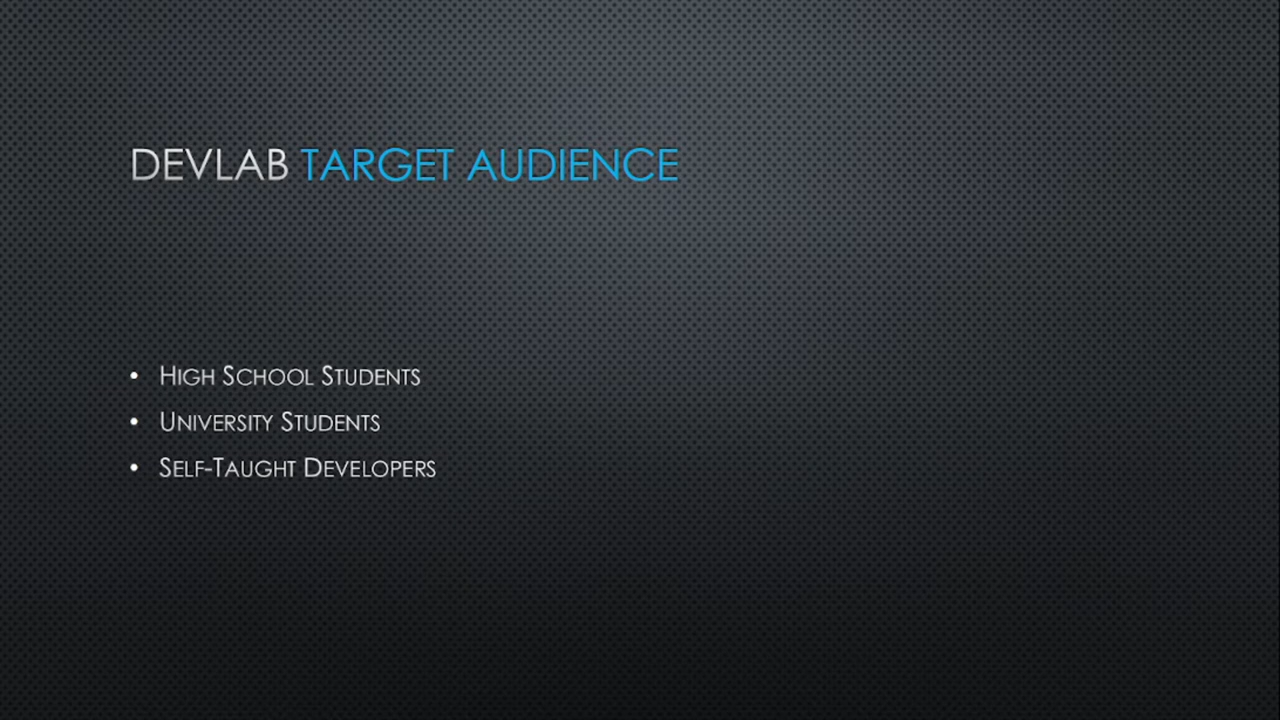 DEVLAB TARGET AUDIENCE
• High School Students
• University Students
• Self-Taught Developers